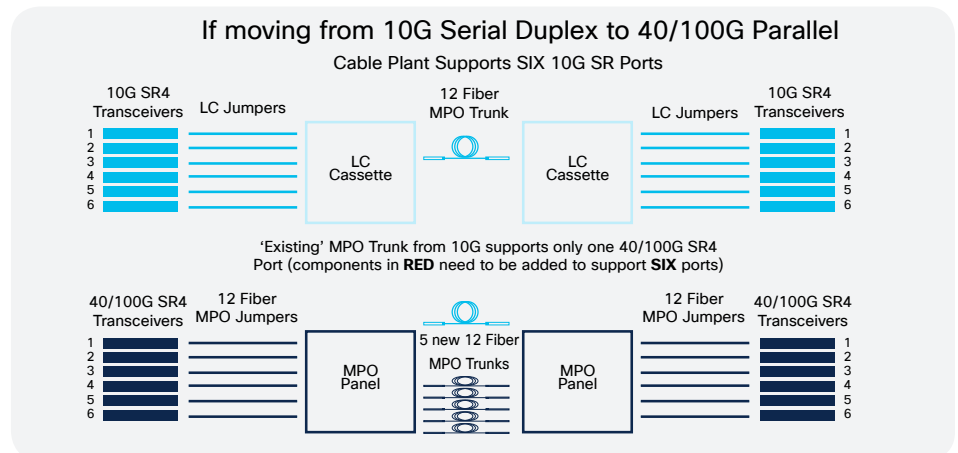 If moving from 10G Serial Duplex to 40/100G Parallel
Cable Plant Supports SIX 10G SR Ports
10G SR4
Transceivers
LC Jumpers
12 Fiber
MPO Trunk
LC Jumpers
10G SR4
Transceivers
1
2
3
4
5
6
LC
Cassette
LC
Cassette
1
2
3
4
5
6
‘Existing’ MPO Trunk from 10G supports only one 40/100G SR4
Port (components in RED need to be added to support SIX ports)
40/100G SR4
Transceivers
12 Fiber
MPO Jumpers
12 Fiber
MPO Jumpers
40/100G SR4
Transceivers
1
2
3
4
5
6
MPO
Panel
5 new 12 Fiber
MPO Trunks
MPO
Panel
1
2
3
4
5
6